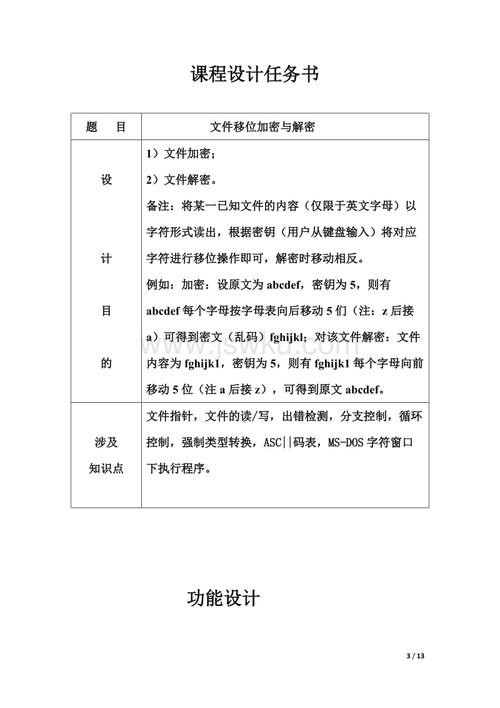 课程设计任务书
题 目 文件移位加密与解密
设计目的
1）文件加密；
2）文件解密。
备注：将某一已知文件的内容（仅限于英文字母）以
字符形式读出，根据密钥（用户从键盘输入）将对应
字符进行移位操作即可，解密时移动相反。
例如：加密：设原文为 abcdef，密钥为 5，则有
abcdef 每个字母按字母表向后移动 5 们（注：z 后接
a）可得到密文（乱码）fghijkl；对该文件解密：文件
内容为 fghijk1，密钥为 5，则有 fghijk1 每个字母向前
移动 5 位（注 a 后接 z），可得到原文 abcdef。
涉及
知识点
文件指针，文件的读/写，出错检测，分支控制，循环
控制，强制类型转换，ASC||码表，MS-DOS 字符窗口
下执行程序。
www.jswku.com
功能设计
3 / 13